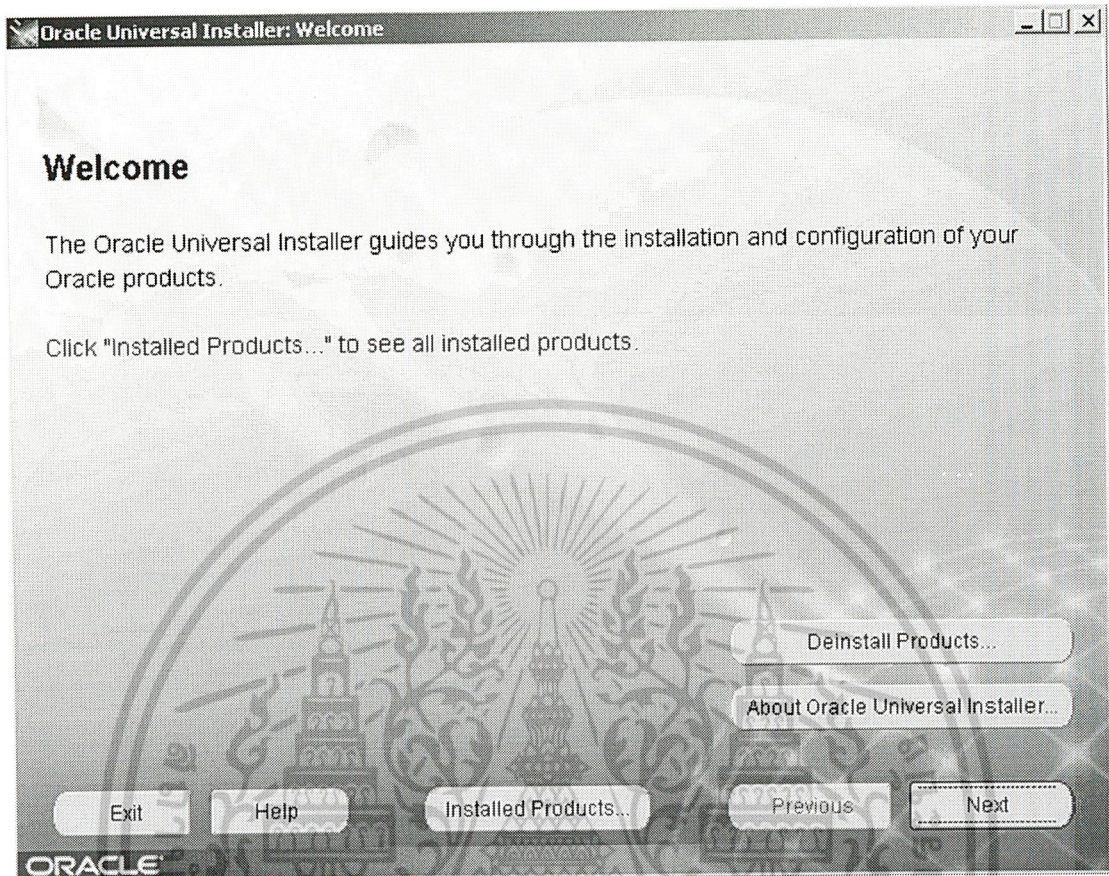 Oracle Universal Installer: Welcome
Welcome
The Oracle Universal Installer guides you through the installation and configuration of your
Oracle products.
Click "Installed Products..." to see all installed products.
Deinstall Products...
About Oracle Universal Installer...
Exit
Help
Installed Products...
Previous
Next
ORACLE